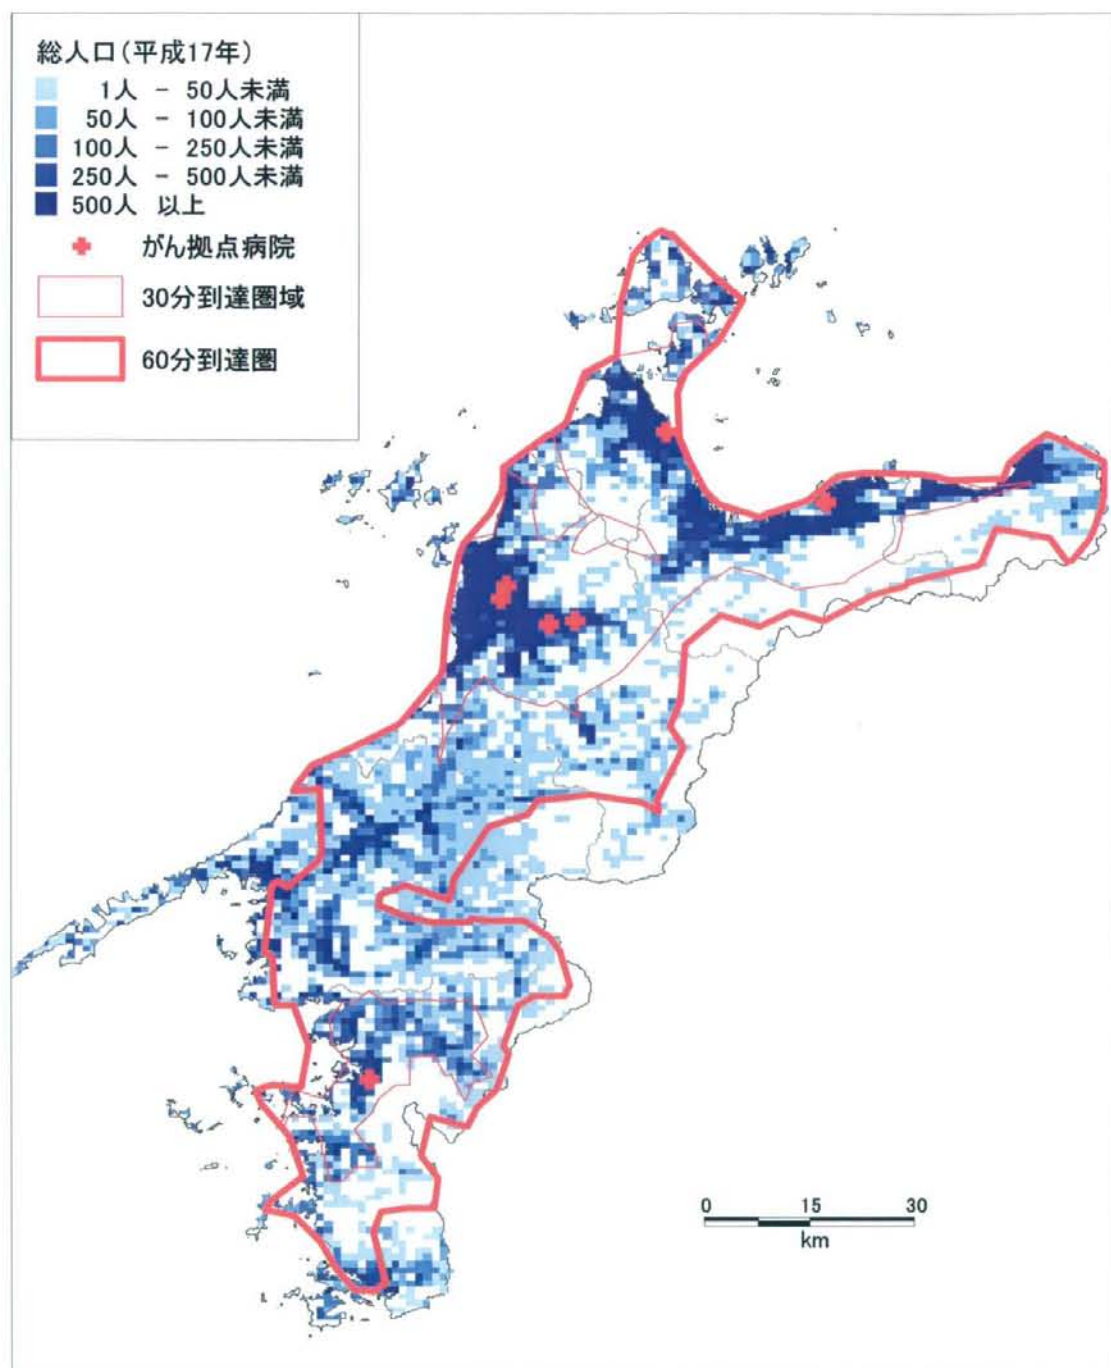 総人口(平成17年)
1人 - 50人未満
50人 - 100人未満
100人 - 250人未満
250人 - 500人未満
500人 以上
がん拠点病院
30分到達圏域
60分到達圏
0 15 30
km